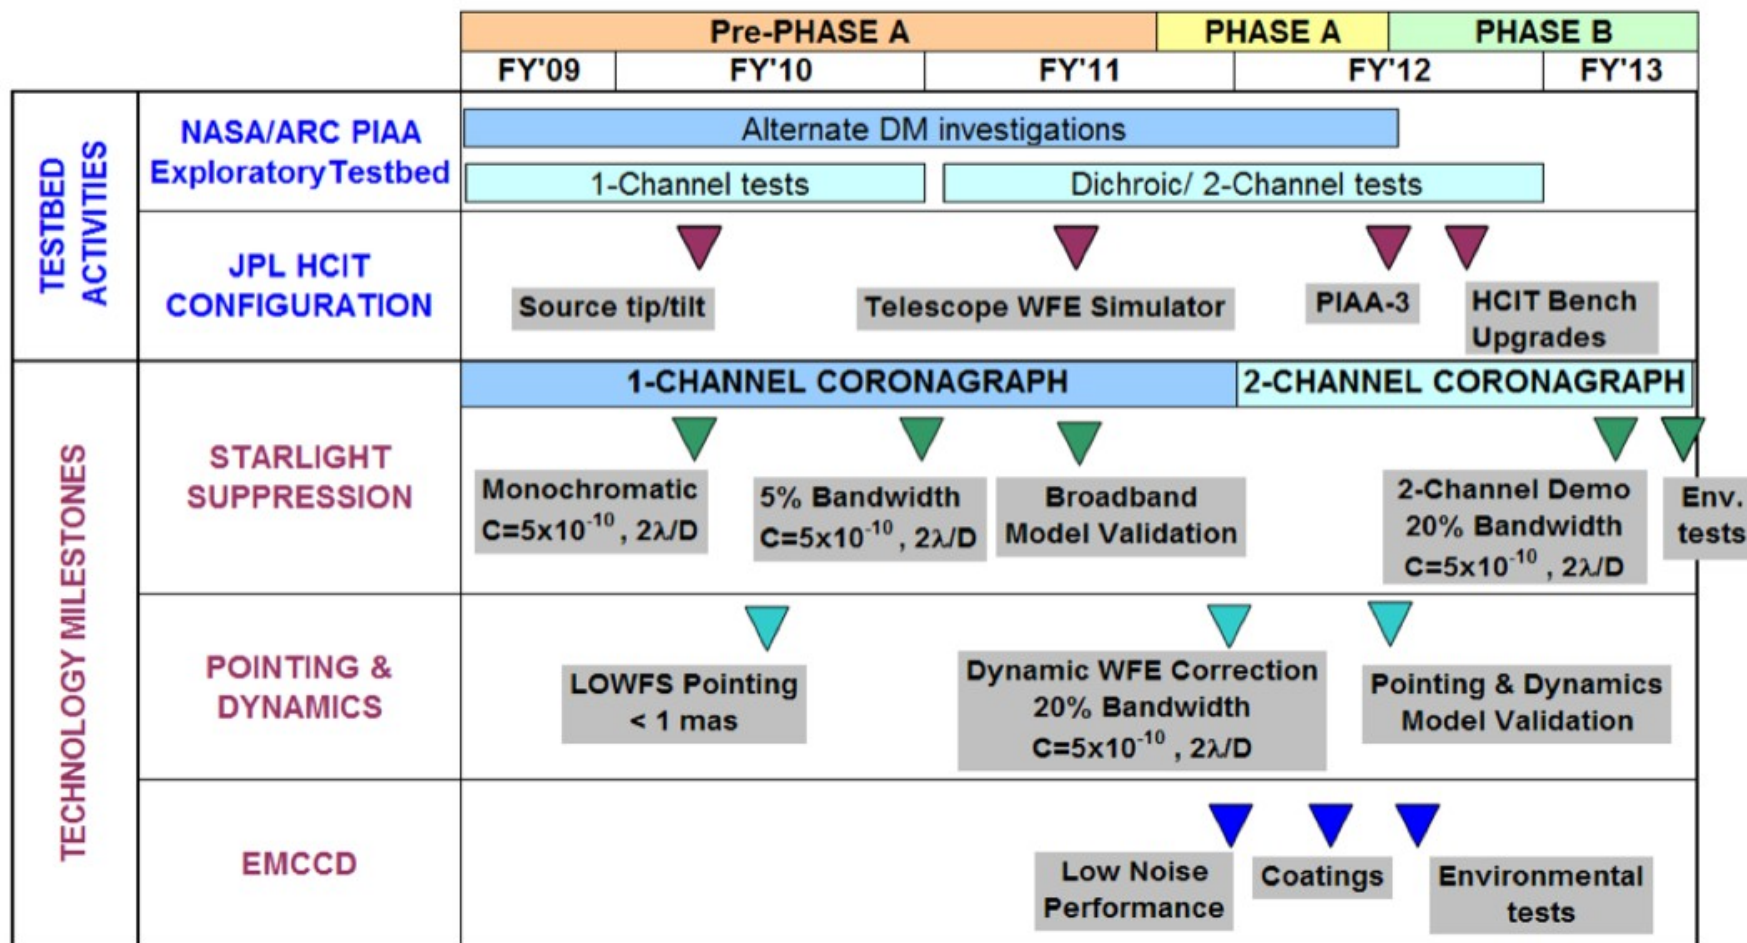 Pre-PHASE A PHASE A PHASE B
FY'09 FY'10 FY'11 FY'12 FY'13
TESTBED
ACTIVITIES
NASA/ARC PIAA
Exploratory Testbed
Alternate DM investigations
1-Channel tests Dichroic/ 2-Channel tests
JPL HCIT
CONFIGURATION
Source tip/tilt
Telescope WFE Simulator
PIAA-3
HCIT Bench
Upgrades
TECHNOLOGY MILESTONES
1-CHANNEL CORONAGRAPH 2-CHANNEL CORONAGRAPH
STARLIGHT
SUPPRESSION
Monochromatic
C=5x10⁻¹⁰ , 2λ/D
5% Bandwidth
C=5x10⁻¹⁰ , 2λ/D
Broadband
Model Validation
2-Channel Demo
20% Bandwidth
C=5x10⁻¹⁰ , 2λ/D
Env.
tests
POINTING &
DYNAMICS
LOWFS Pointing
< 1 mas
Dynamic WFE Correction
20% Bandwidth
C=5x10⁻¹⁰ , 2λ/D
Pointing & Dynamics
Model Validation
EMCCD
Low Noise
Performance
Coatings
Environmental
tests